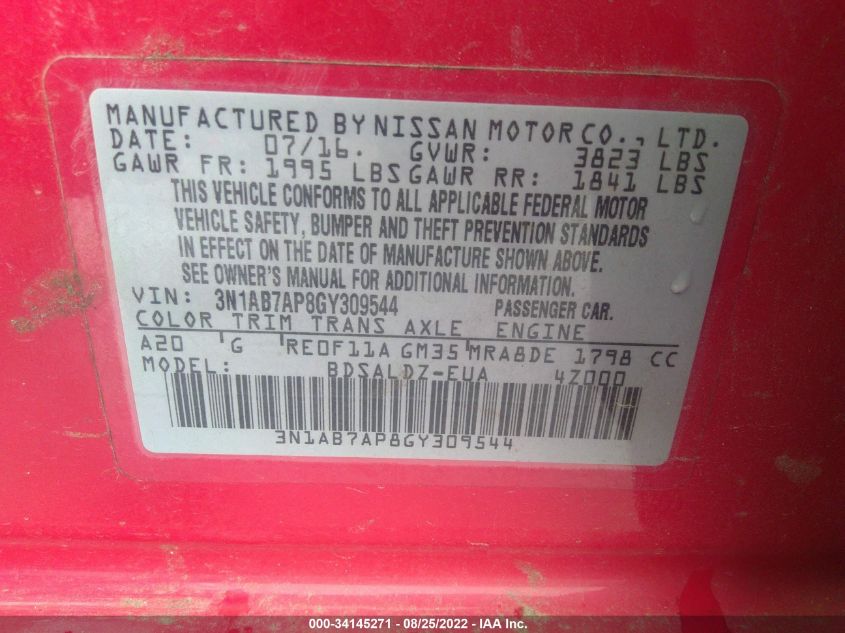 MANUFACTURED BY NISSAN MOTOR CO., LTD.
DATE: 07/16. GVWR: 3823 LBS
GAWR FR: 1995 LBS GAWR RR: 1841 LBS
THIS VEHICLE CONFORMS TO ALL APPLICABLE FEDERAL MOTOR
VEHICLE SAFETY, BUMPER AND THEFT PREVENTION STANDARDS
IN EFFECT ON THE DATE OF MANUFACTURE SHOWN ABOVE.
SEE OWNER'S MANUAL FOR ADDITIONAL INFORMATION.
VIN: 3N1AB7AP8GY309544 PASSENGER CAR.
COLOR TRIM TRANS AXLE ENGINE
A20 G RE0F11A GM35 MRA8DE 1798 CC
MODEL: BDSALDZ-EUA 4Z000
3N1AB7AP8GY309544
000-34145271 - 08/25/2022 - IAA Inc.